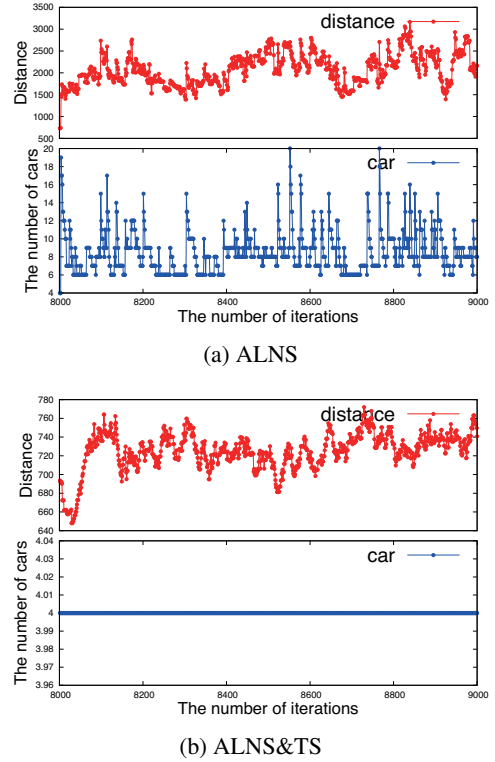 distance
3500
3000
2500
2000
1500
1000
500
Distance
car
20
18
16
14
12
10
8
6
4
The number of cars
8000 8200 8400 8600 8800 9000
The number of iterations
(a) ALNS
distance
780
760
740
720
700
680
660
640
Distance
car
4.04
4.03
4.02
4.01
4
3.99
3.98
3.97
3.96
The number of cars
8000 8200 8400 8600 8800 9000
The number of iterations
(b) ALNS&TS